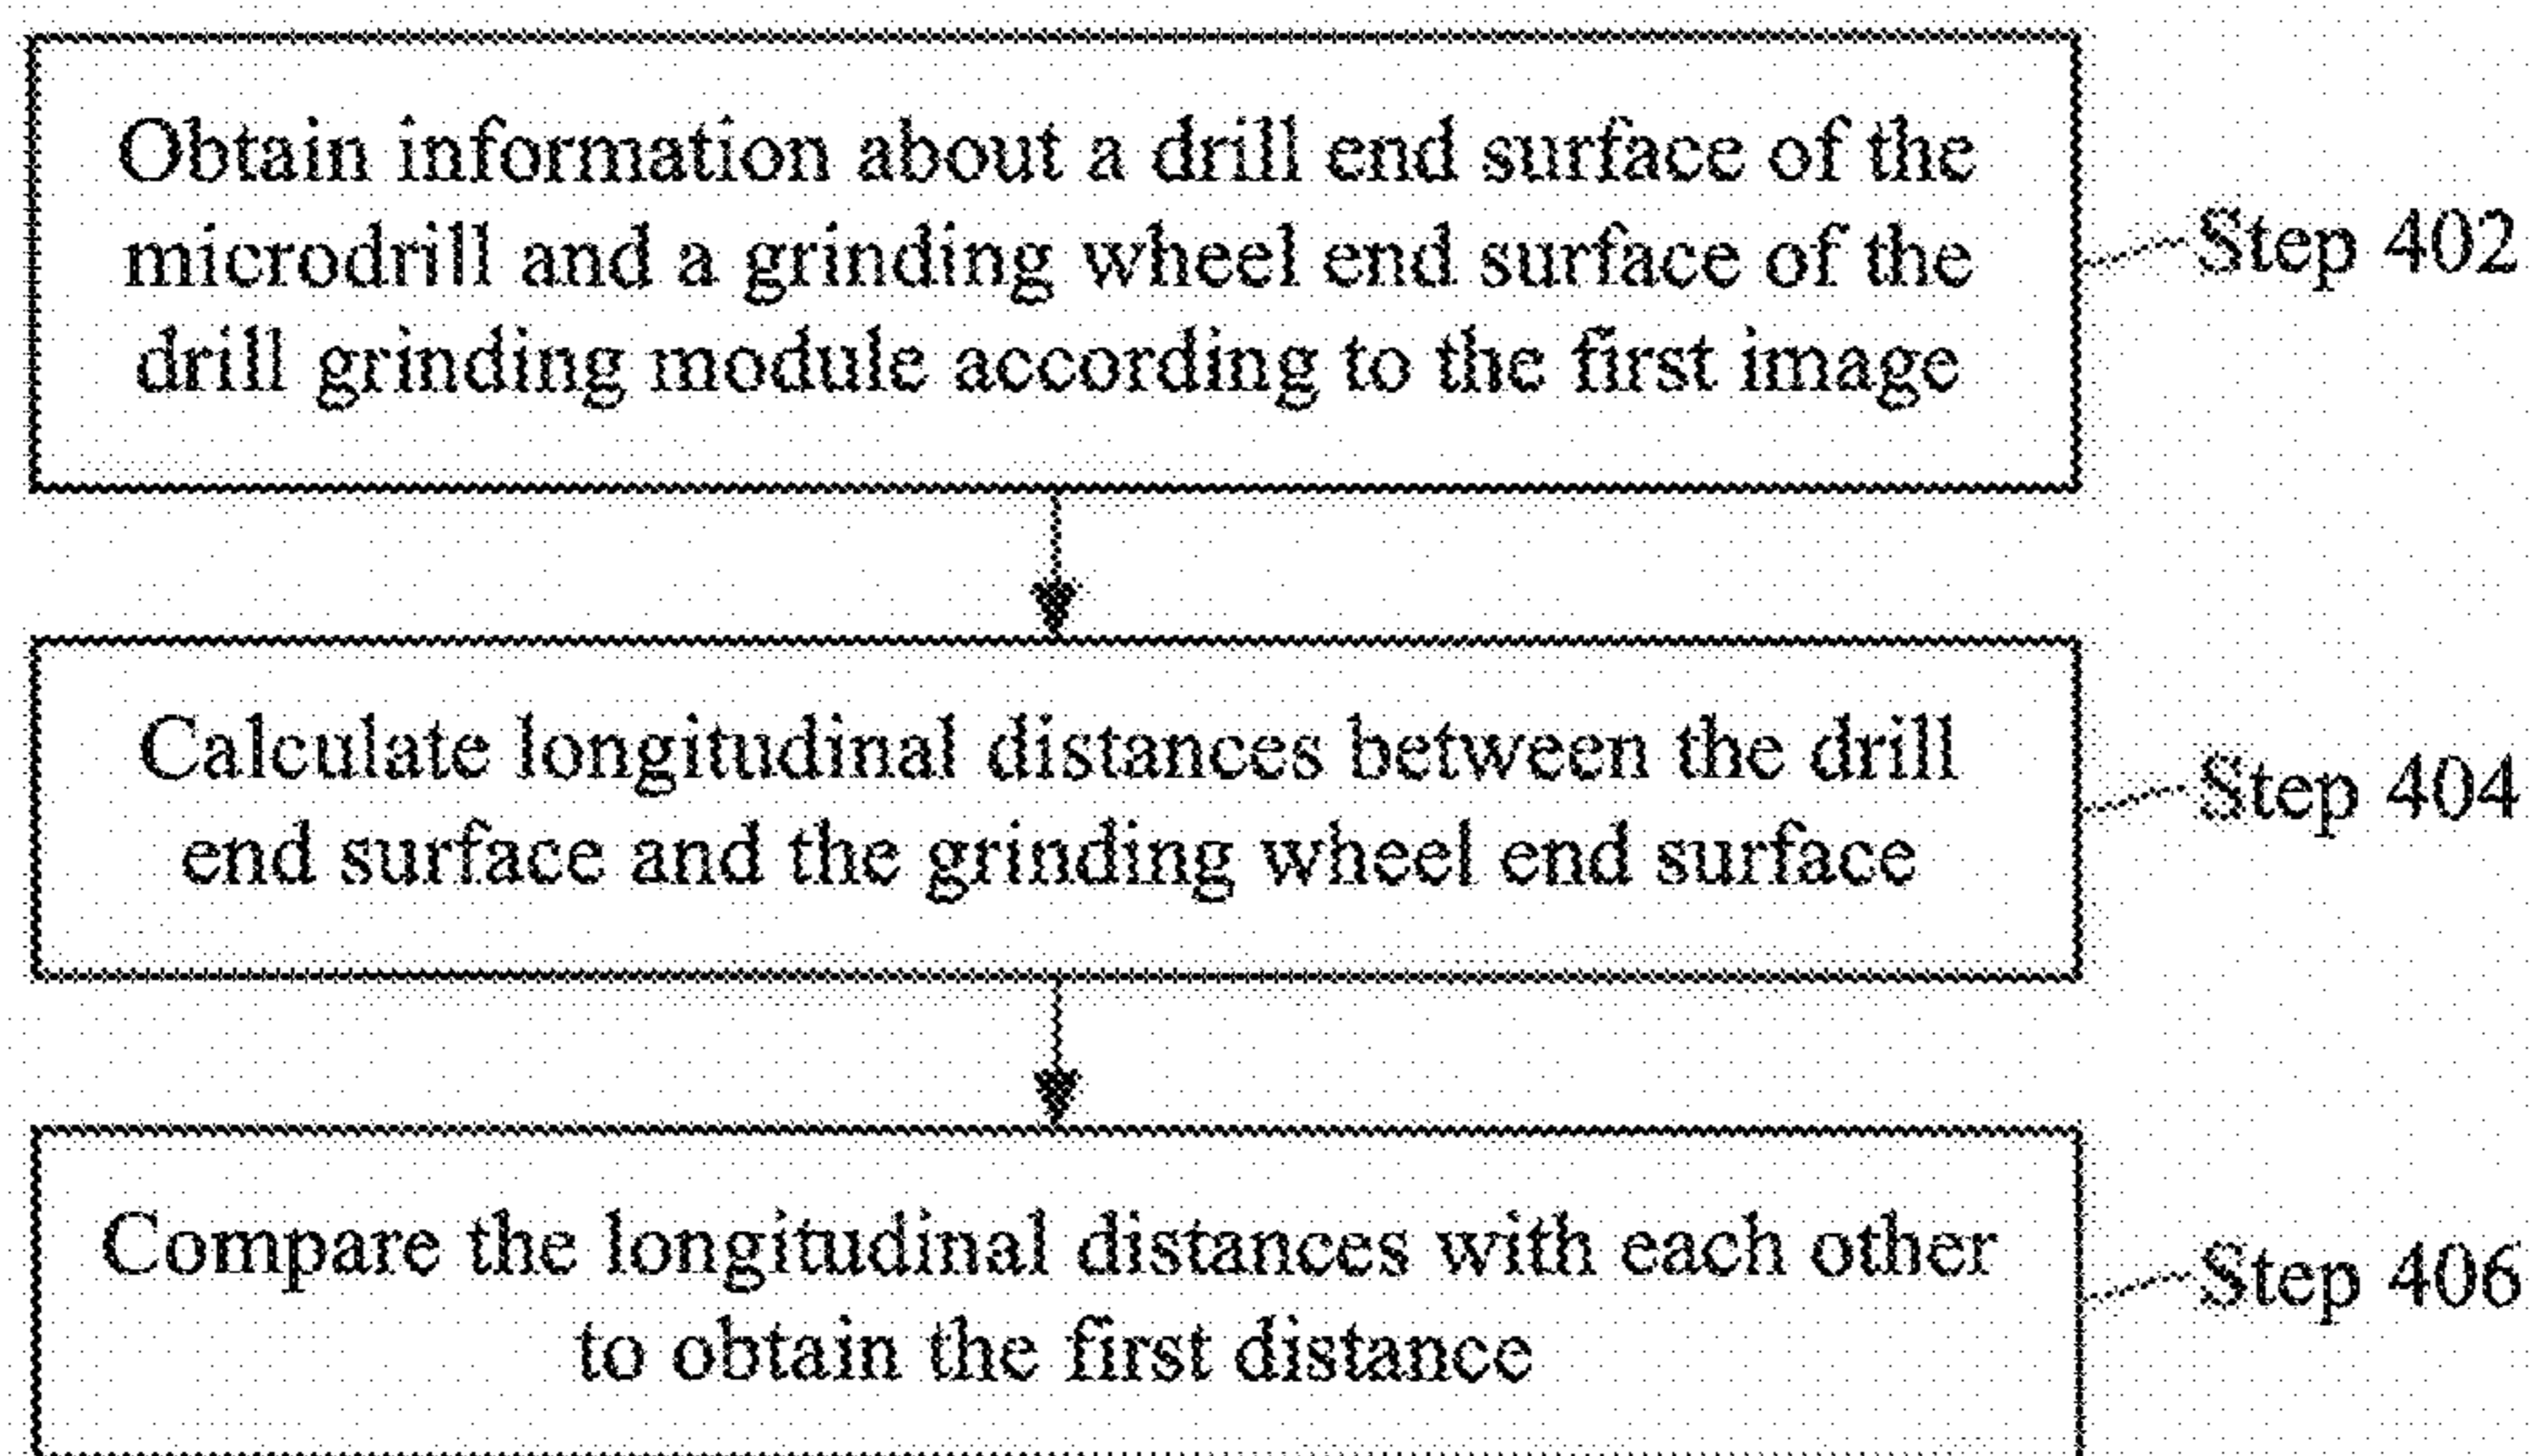 Obtain information about a drill end surface of the
microdrill and a grinding wheel end surface of the
drill grinding module according to the first image
Step 402
Calculate longitudinal distances between the drill
end surface and the grinding wheel end surface
Step 404
Compare the longitudinal distances with each other
to obtain the first distance
Step 406